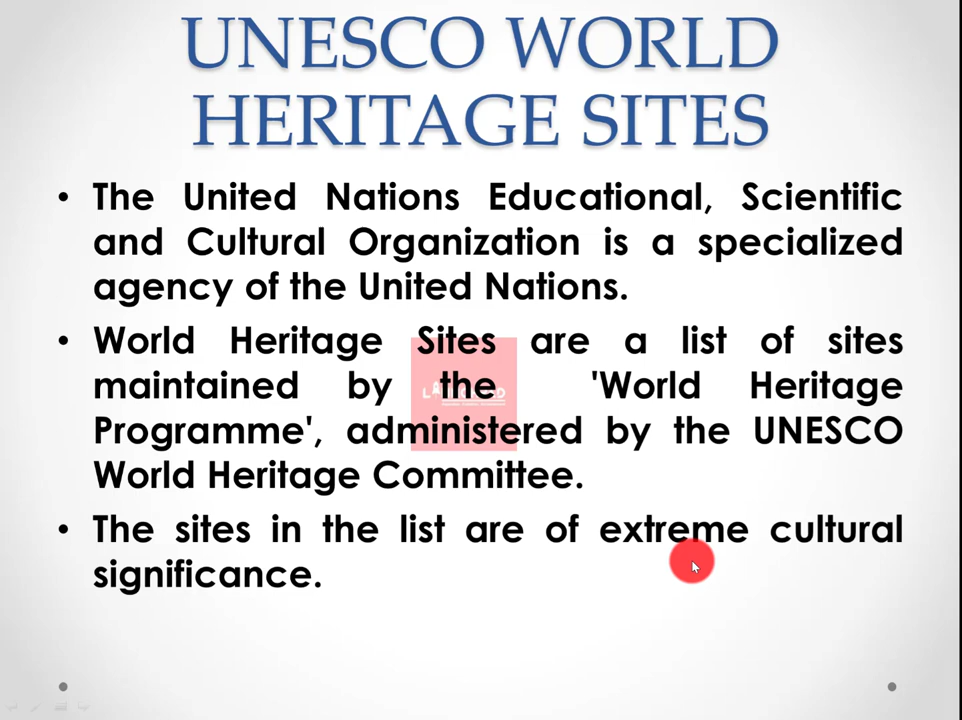 UNESCO WORLD
HERITAGE SITES
• The United Nations Educational, Scientific
and Cultural Organization is a specialized
agency of the United Nations.
• World Heritage Sites are a list of sites
maintained by the 'World Heritage
Programme', administered by the UNESCO
World Heritage Committee.
• The sites in the list are of extreme cultural
significance.